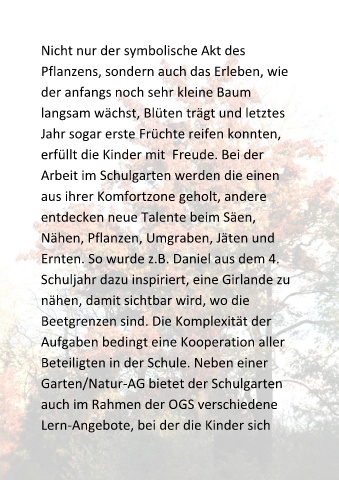 Nicht nur der symbolische Akt des
Pflanzens, sondern auch das Erleben, wie
der anfangs noch sehr kleine Baum
langsam wächst, Blüten trägt und letztes
Jahr sogar erste Früchte reifen konnten,
erfüllt die Kinder mit  Freude. Bei der
Arbeit im Schulgarten werden die einen
aus ihrer Komfortzone geholt, andere
entdecken neue Talente beim Säen,
Nähen, Pflanzen, Umgraben, Jäten und
Ernten. So wurde z.B. Daniel aus dem 4.
Schuljahr dazu inspiriert, eine Girlande zu
nähen, damit sichtbar wird, wo die
Beetgrenzen sind. Die Komplexität der
Aufgaben bedingt eine Kooperation aller
Beteiligten in der Schule. Neben einer
Garten/Natur-AG bietet der Schulgarten
auch im Rahmen der OGS verschiedene
Lern-Angebote, bei der die Kinder sich